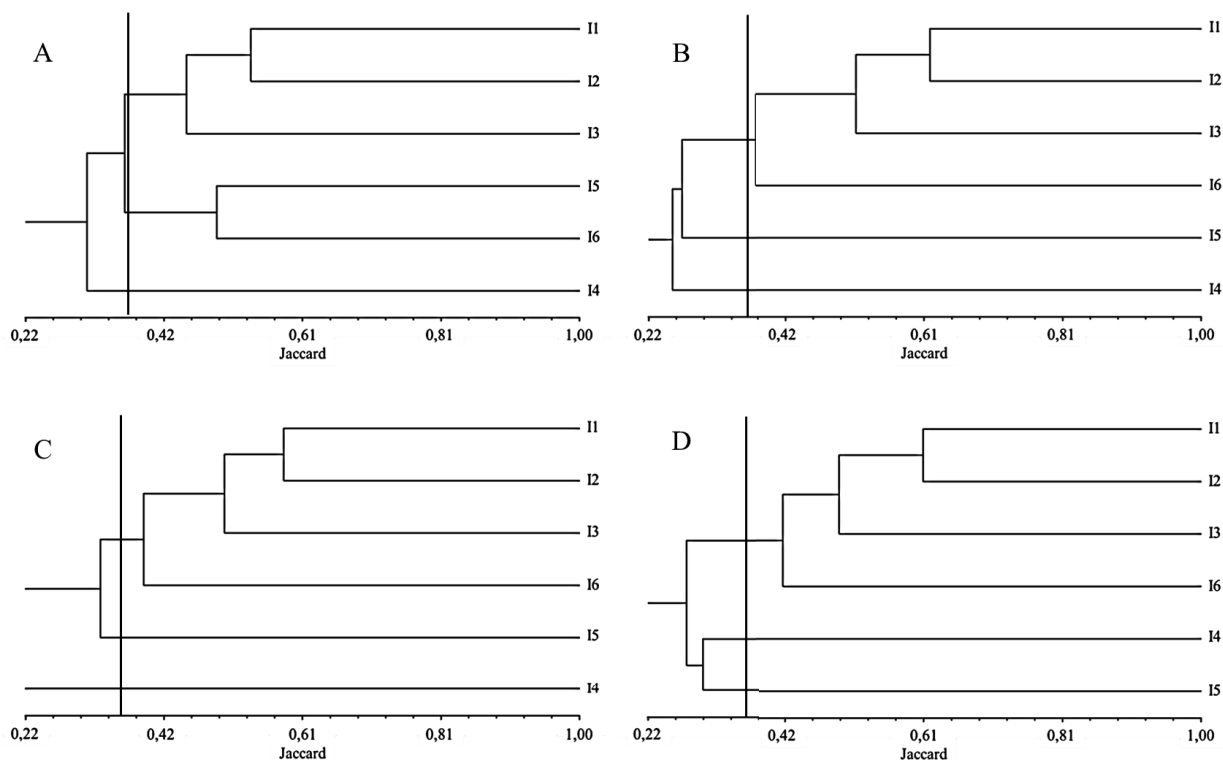 A
I1
I2
I3
I5
I6
I4
0,22 0,42 0,61 0,81 1,00
Jaccard
B
I1
I2
I3
I6
I5
I4
0,22 0,42 0,61 0,81 1,00
Jaccard
C
I1
I2
I3
I6
I5
I4
0,22 0,42 0,61 0,81 1,00
Jaccard
D
I1
I2
I3
I6
I4
I5
0,22 0,42 0,61 0,81 1,00
Jaccard